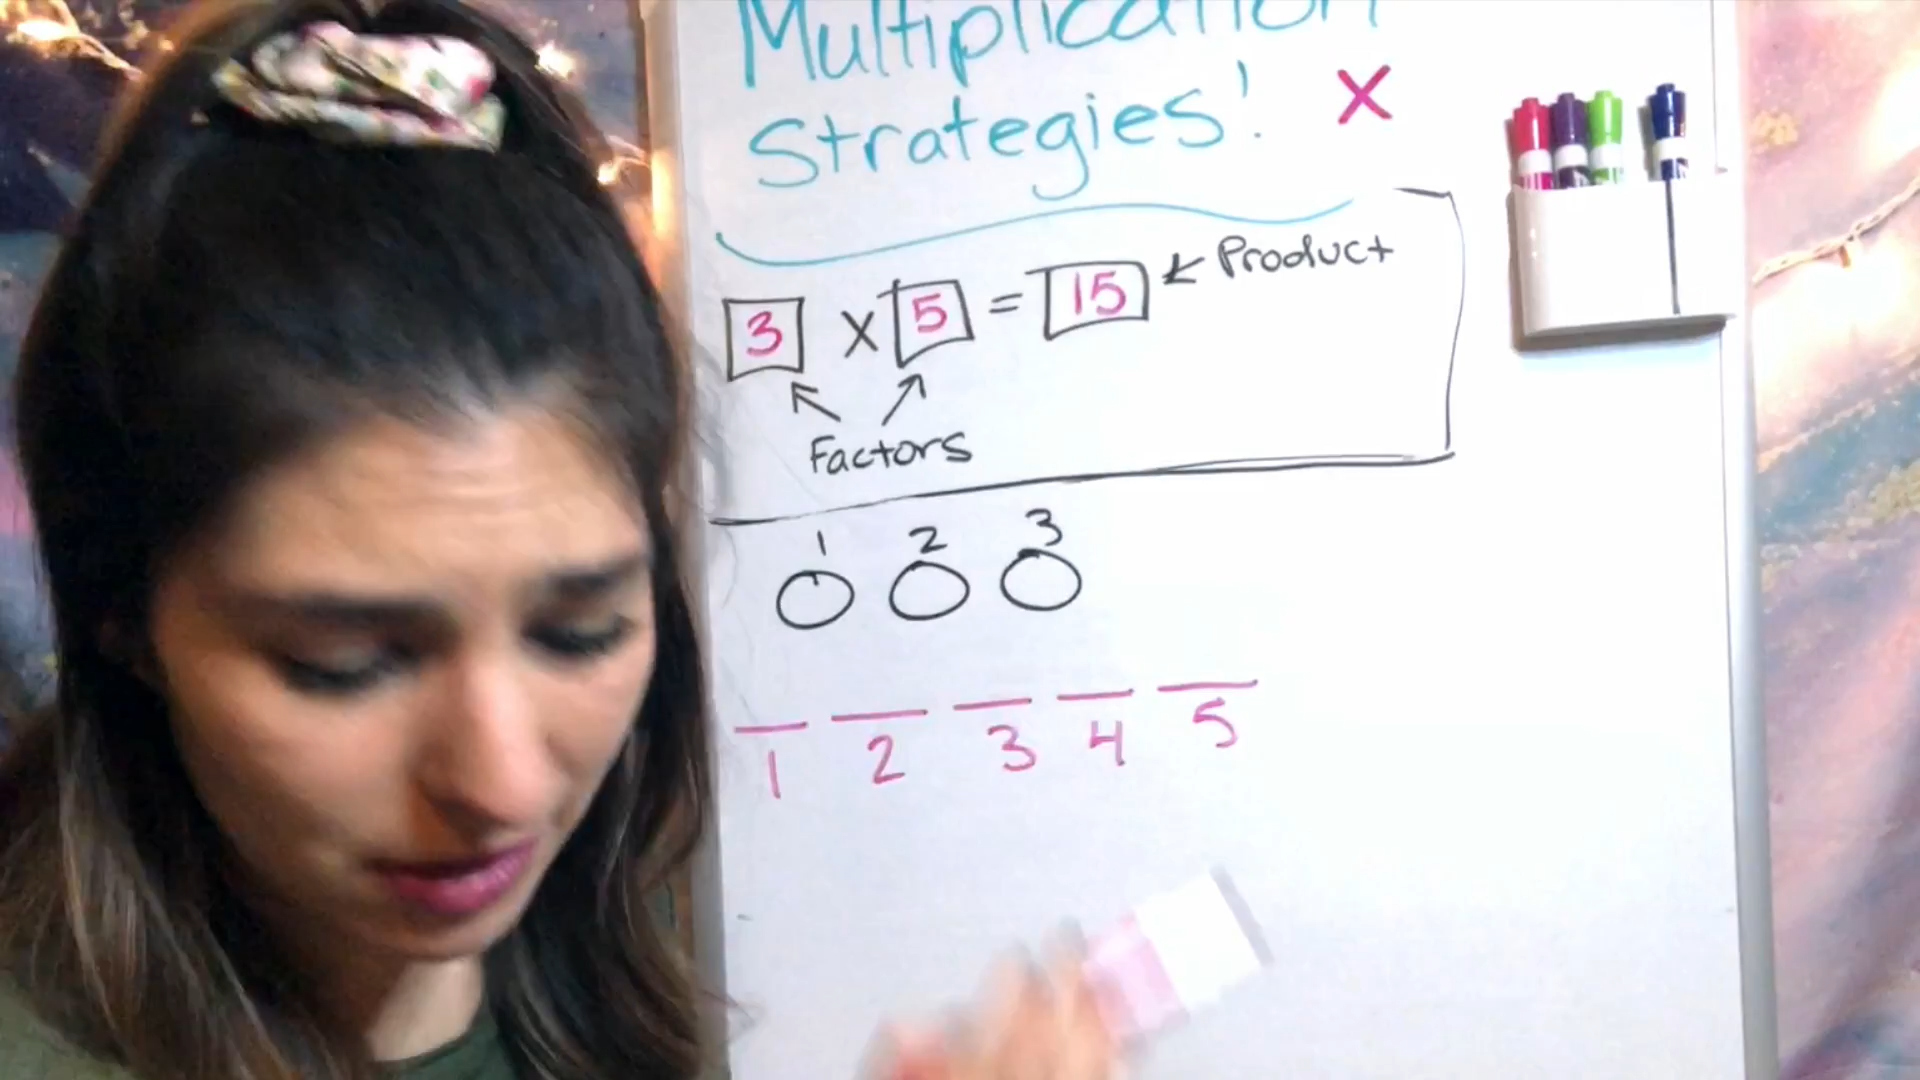 Multiplication
Strategies! X
3 X 5 = 15 ← Product
Factors
1 2 3
1 2 3 4 5